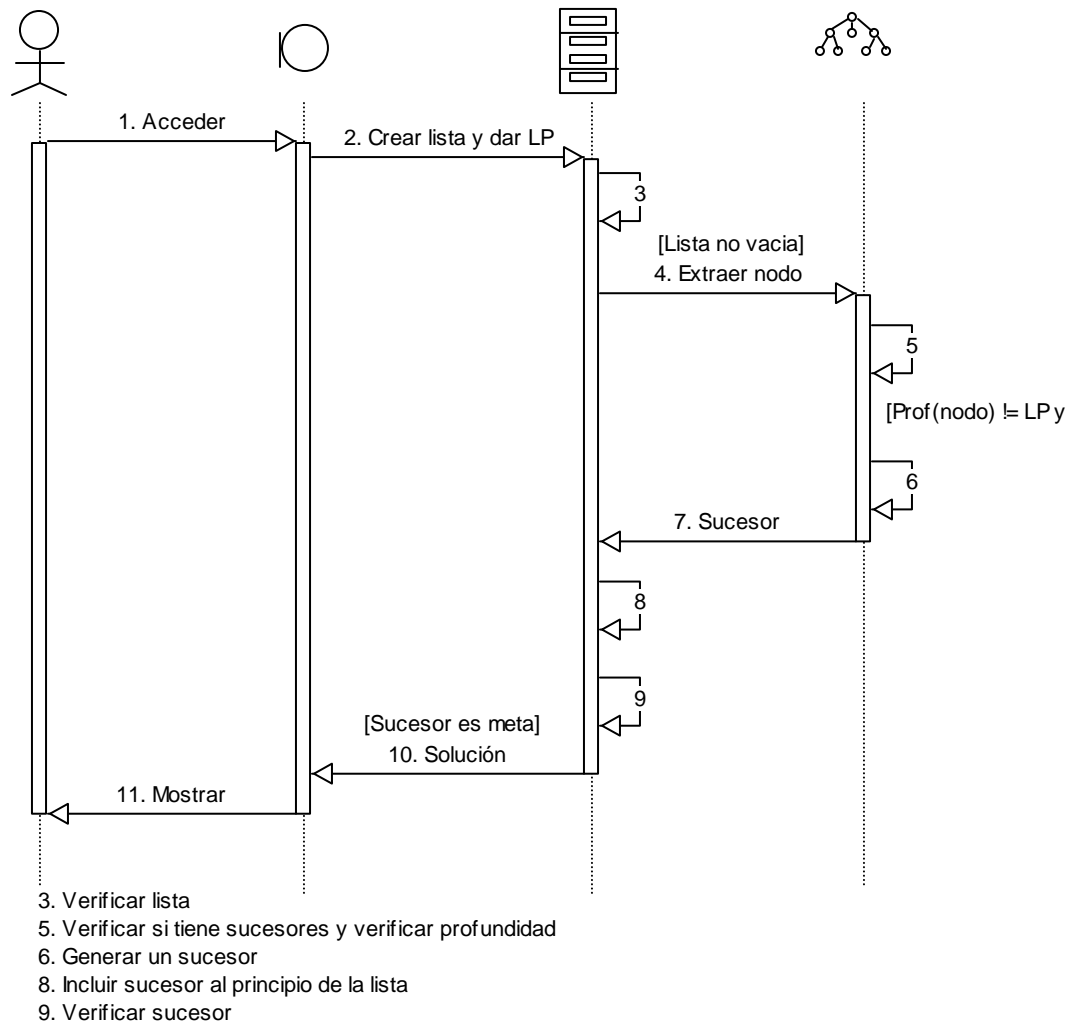 1. Acceder
2. Crear lista y dar LP
3
[Lista no vacia]
4. Extraer nodo
5
[Prof(nodo) != LP y
6
7. Sucesor
8
9
[Sucesor es meta]
10. Solución
11. Mostrar
3. Verificar lista
5. Verificar si tiene sucesores y verificar profundidad
6. Generar un sucesor
8. Incluir sucesor al principio de la lista
9. Verificar sucesor